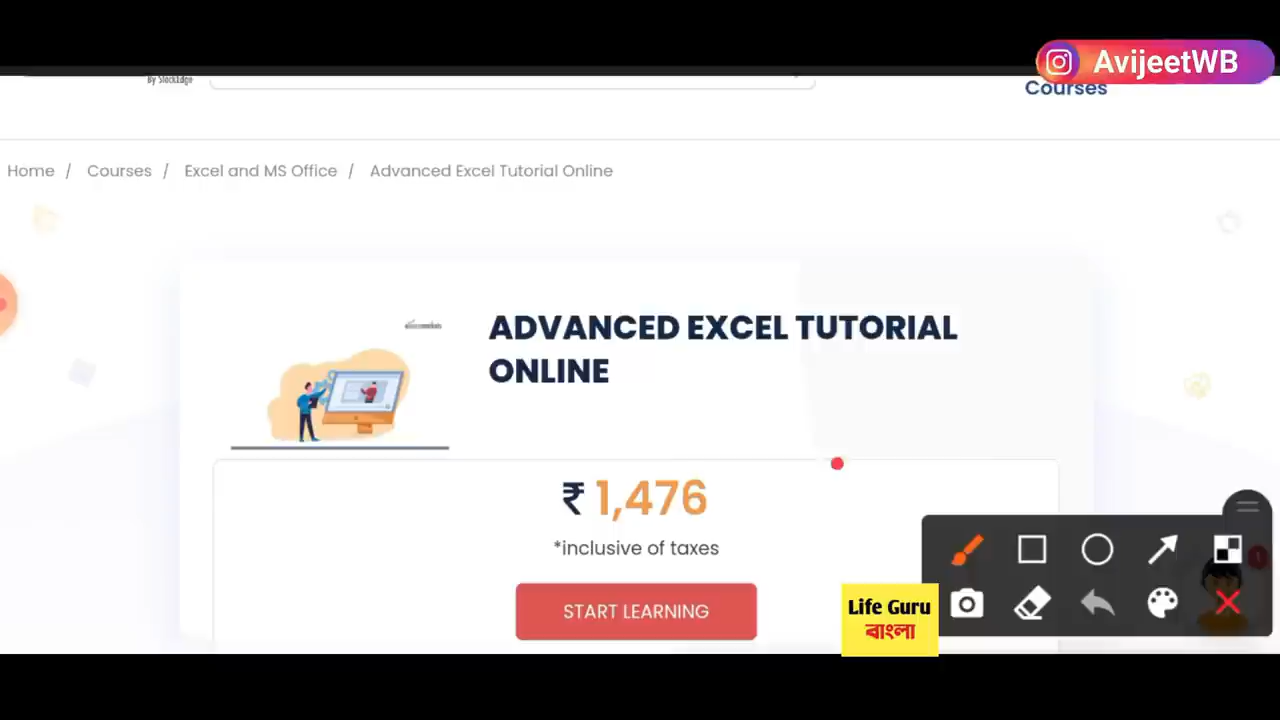 AvijeetWB
By StockEdge
Courses
Home / Courses / Excel and MS Office / Advanced Excel Tutorial Online
ADVANCED EXCEL TUTORIAL
ONLINE
₹ 1,476
*inclusive of taxes
START LEARNING
Life Guru
বাংলা
1